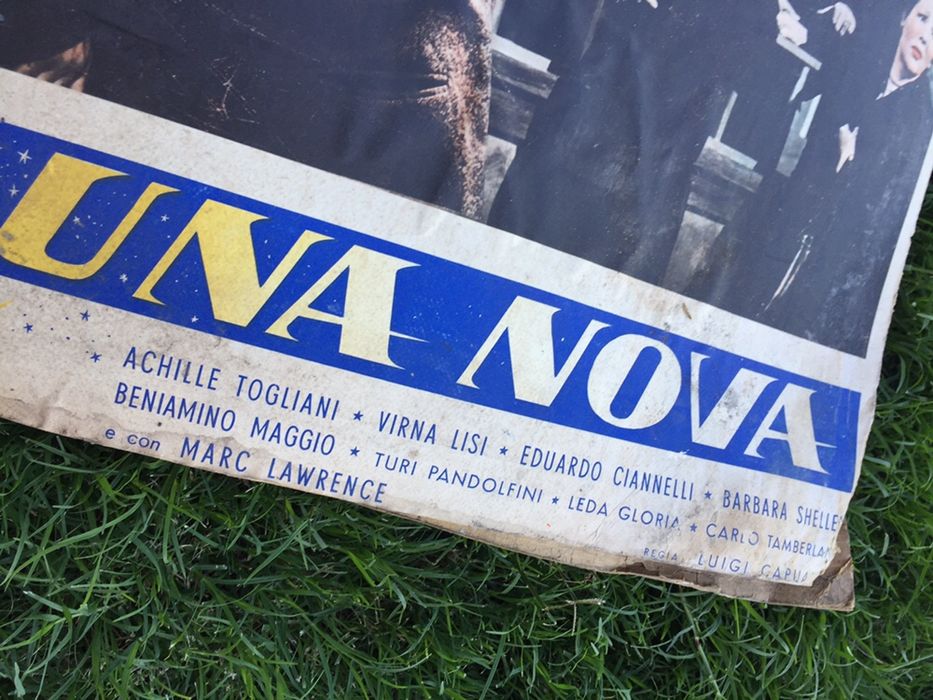 UNA NOVA
ACHILLE TOGLIANI ★ VIRNA LISI ★ EDUARDO CIANNELLI ★ BARBARA SHELLE
BENIAMINO MAGGIO ★ TURI PANDOLFINI ★ LEDA GLORIA ★ CARLO TAMBERLAN
e con MARC LAWRENCE
REGIA LUIGI CAPUA